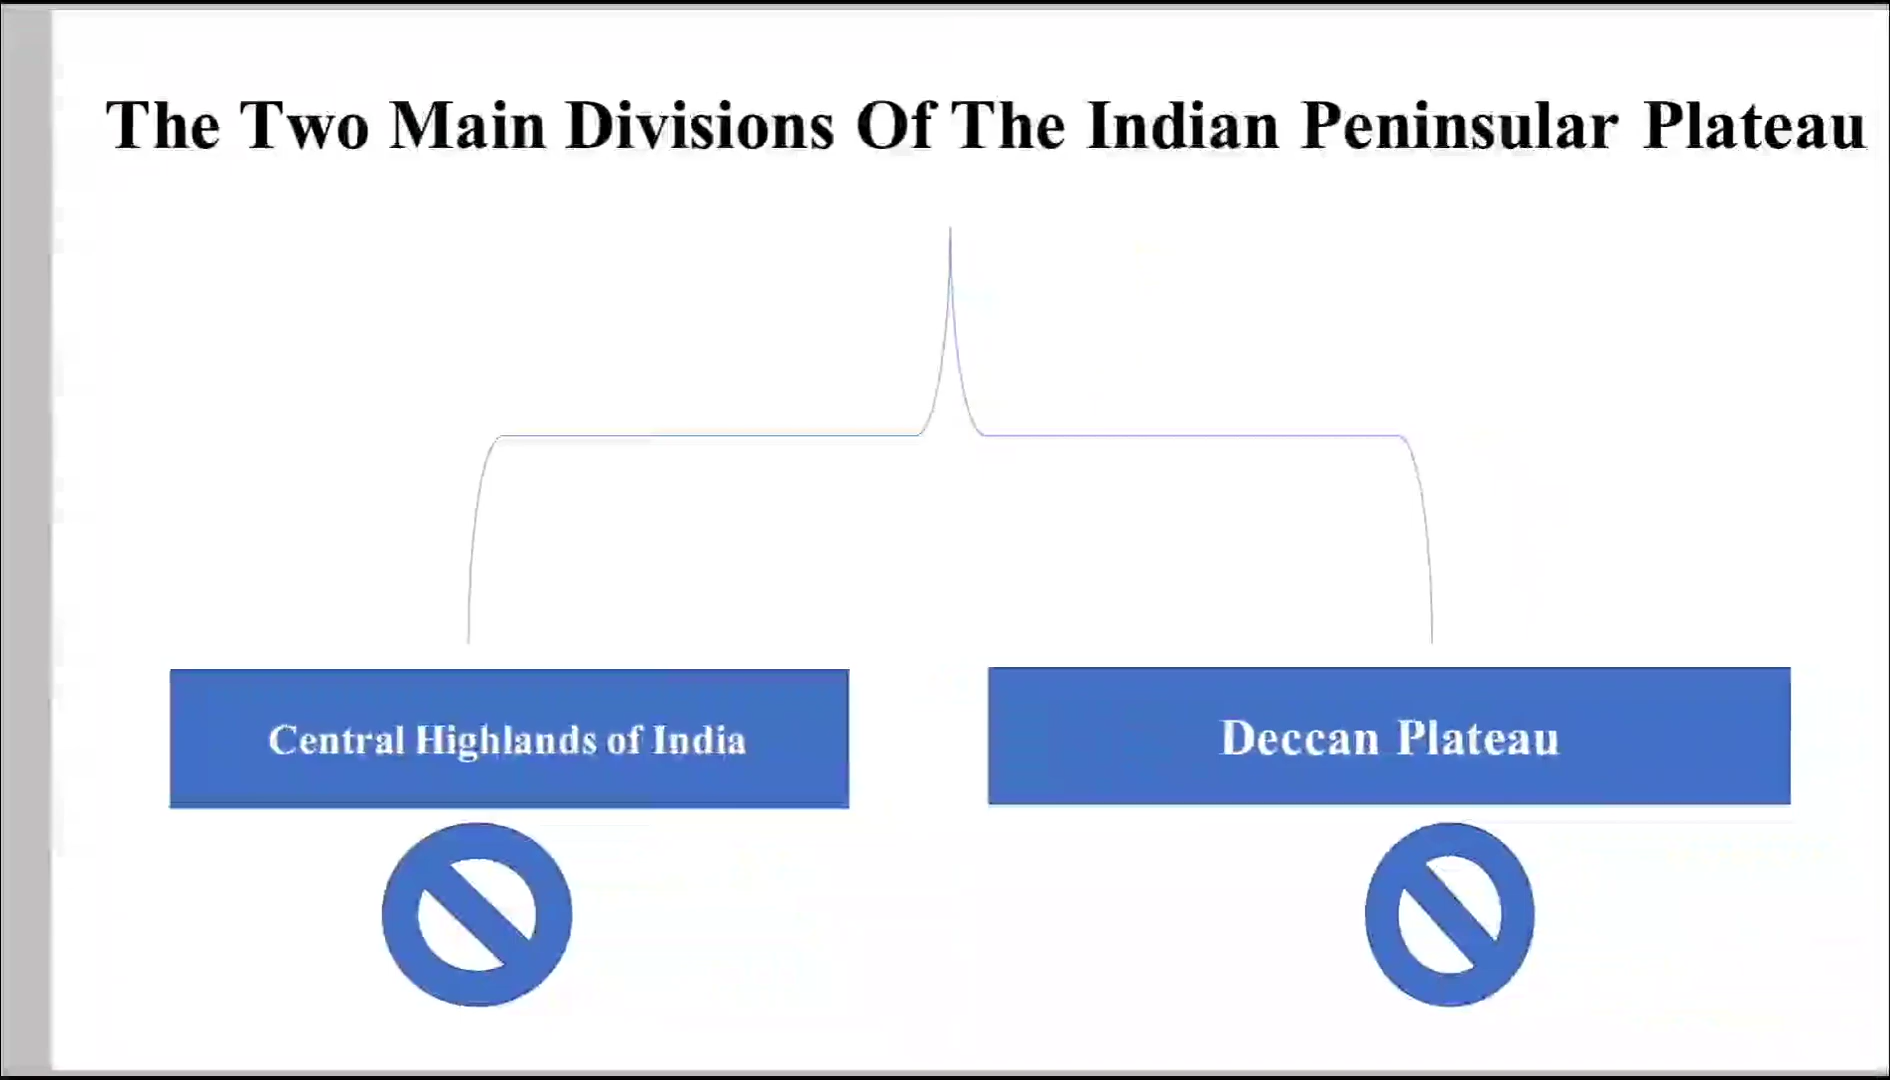 The Two Main Divisions Of The Indian Peninsular Plateau
Central Highlands of India
Deccan Plateau